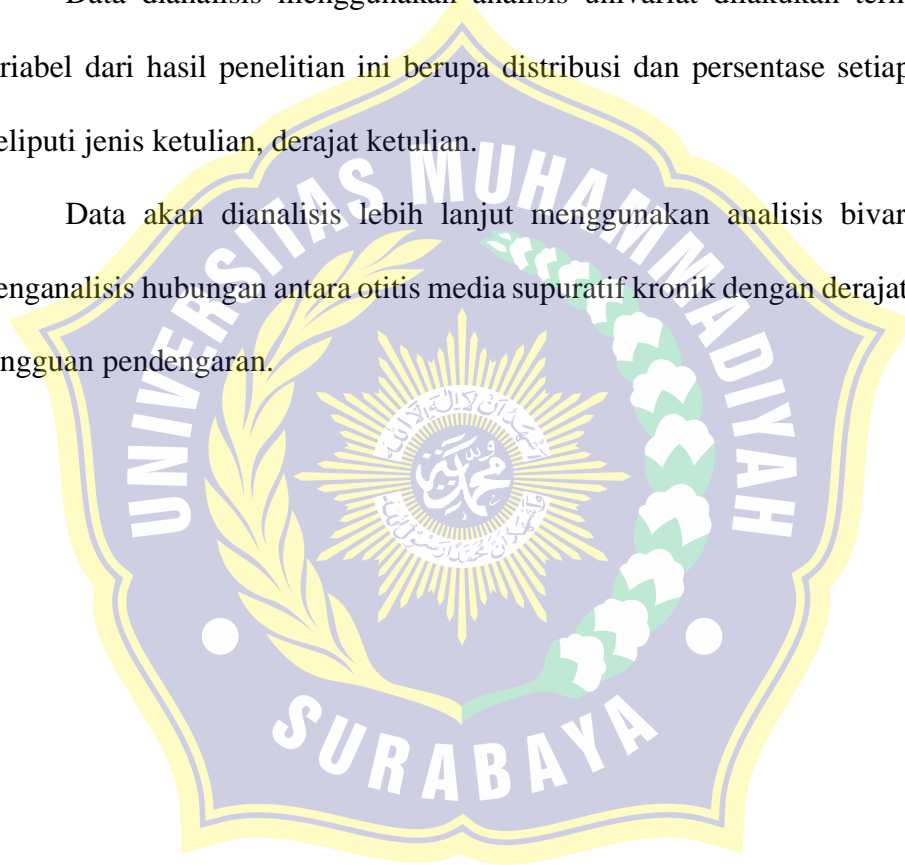 Data dianalisis menggunakan analisis univariat dilakukan
riabel dari hasil penelitian ini berupa distribusi dan persentase setiap
eliputi jenis ketulian, derajat ketulian.
Data akan dianalisis lebih lanjut menggunakan analisis bivar
enganalisis hubungan antara otitis media supuratif kronik dengan derajat
ngguan pendengaran.
UNIVERSITAS MUHAMMADIYAH
SURABAYA